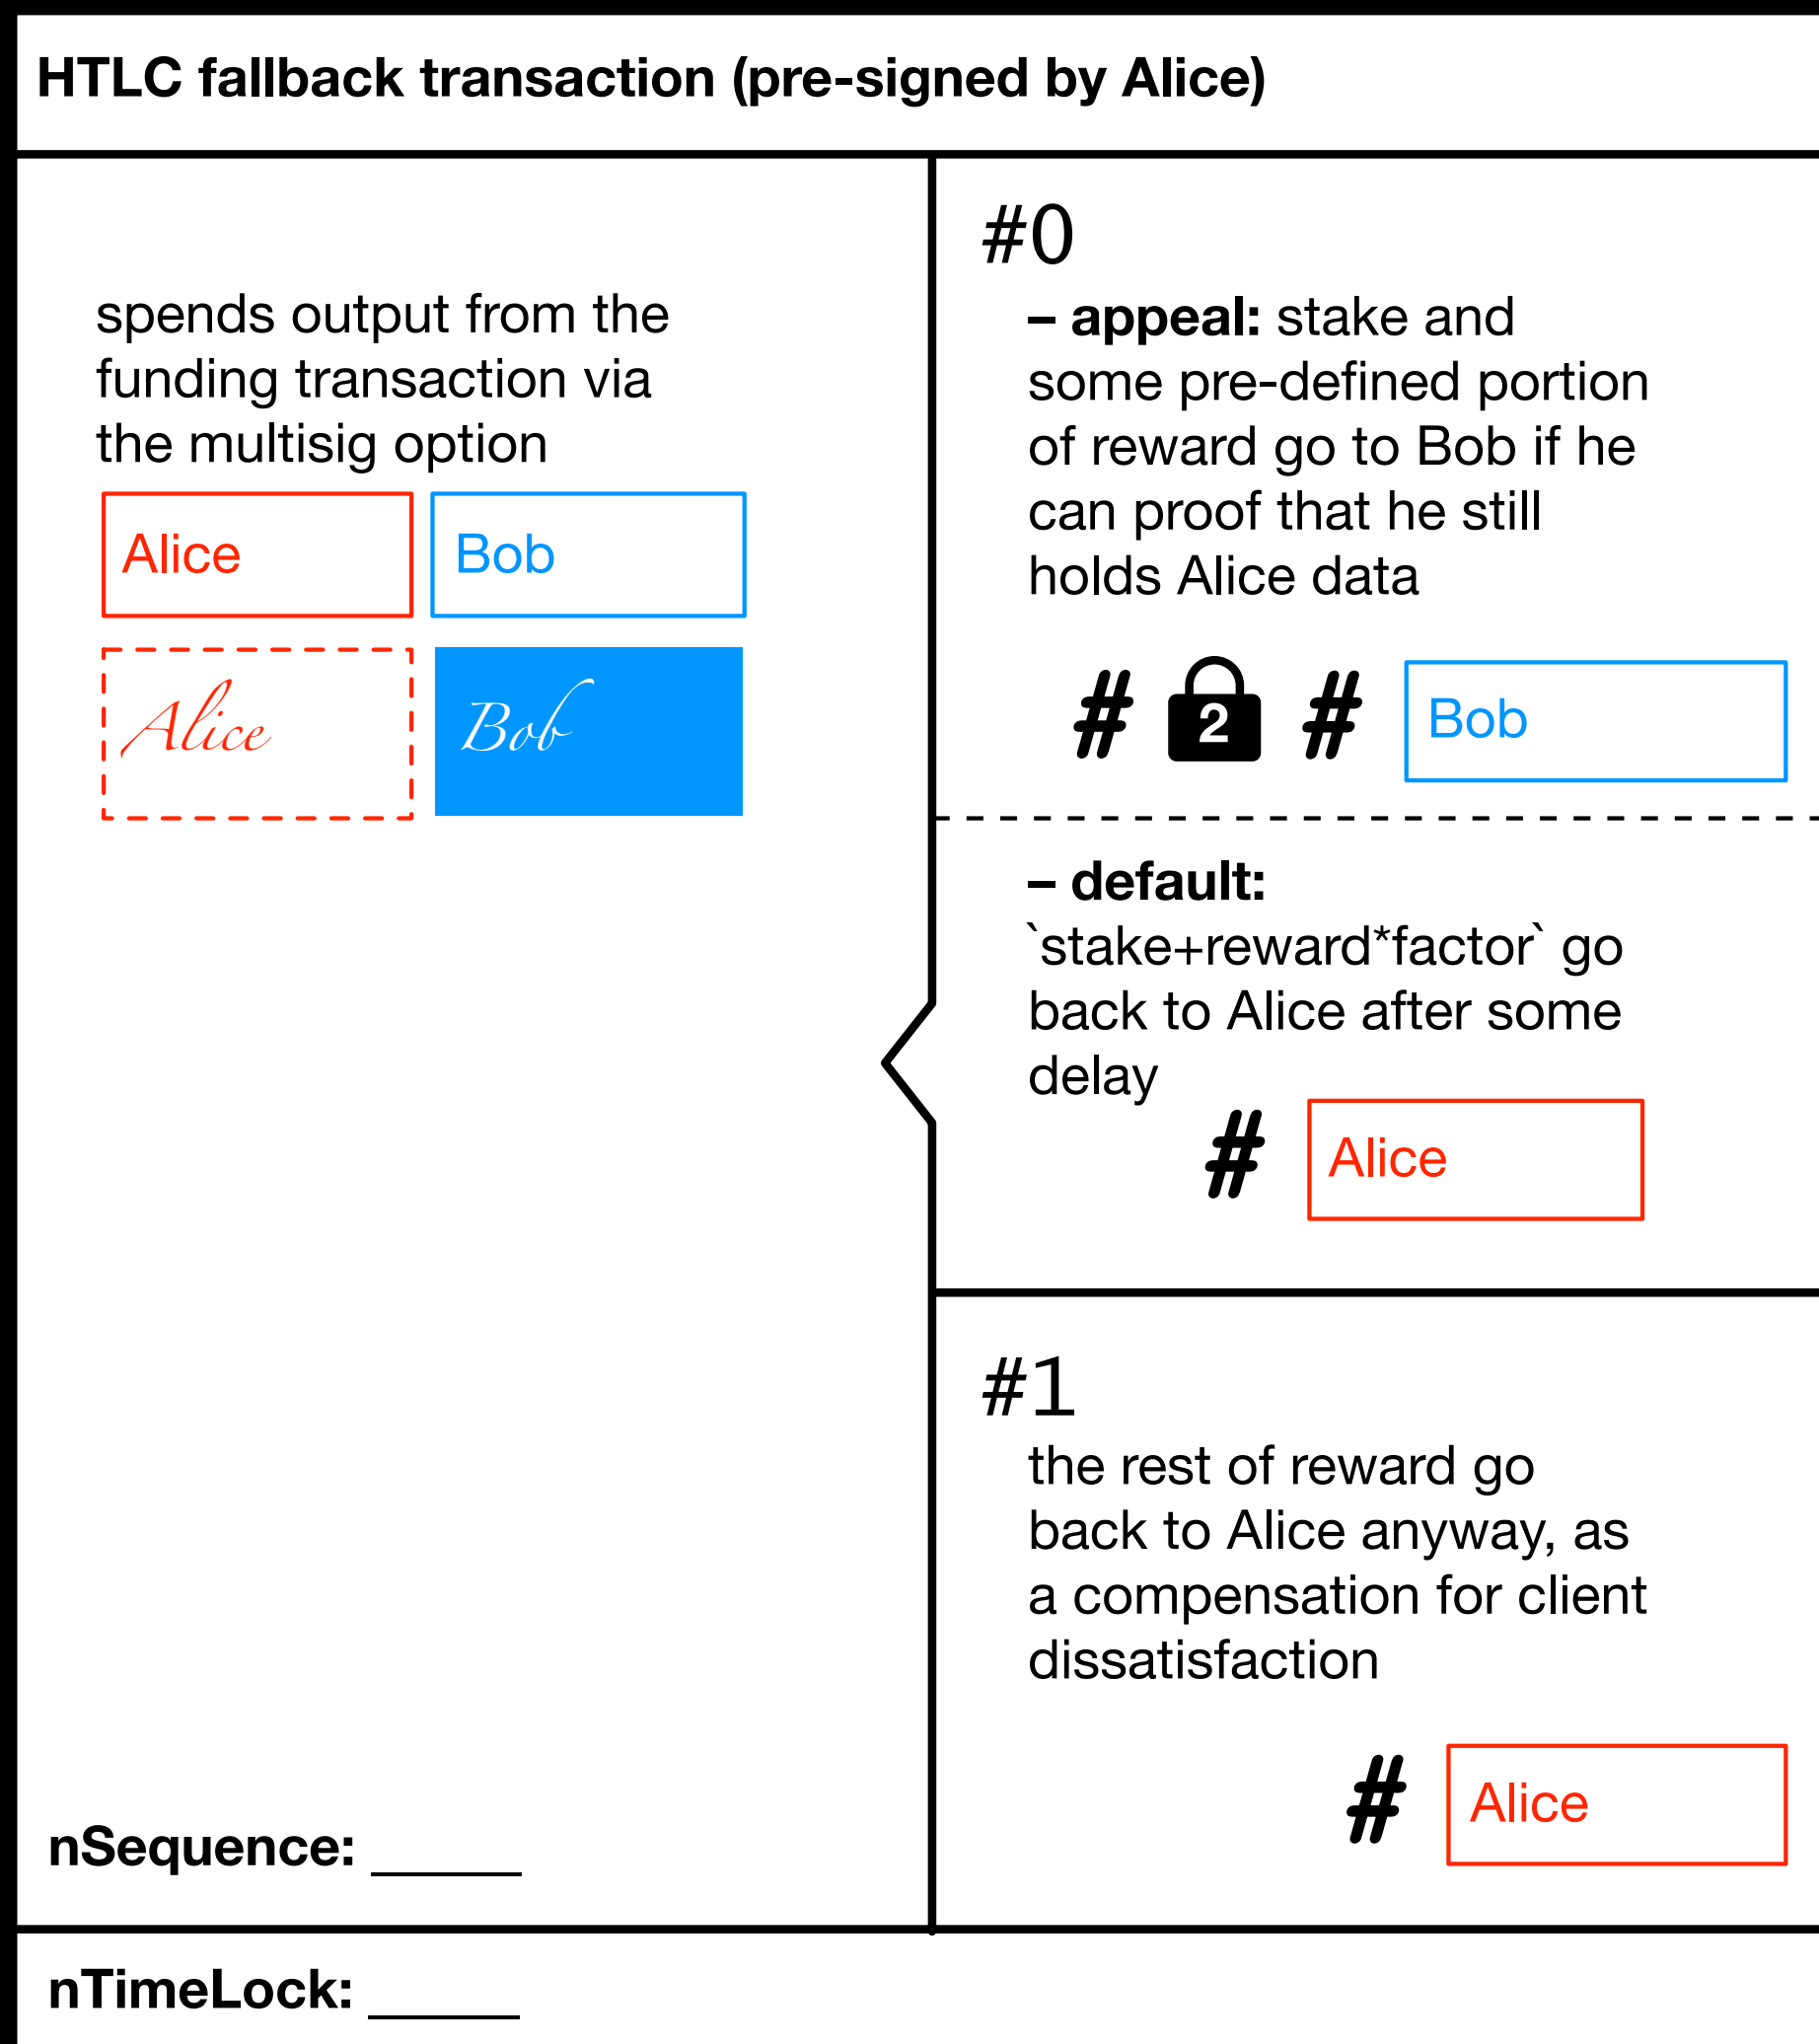 HTLC fallback transaction (pre-signed by Alice)
spends output from the
funding transaction via
the multisig option
Alice
Bob
Alice
Bob
nSequence: _____
#0
– appeal: stake and
some pre-defined portion
of reward go to Bob if he
can proof that he still
holds Alice data
# 2 # Bob
– default:
`stake+reward*factor` go
back to Alice after some
delay
# Alice
#1
the rest of reward go
back to Alice anyway, as
a compensation for client
dissatisfaction
# Alice
nTimeLock: _____